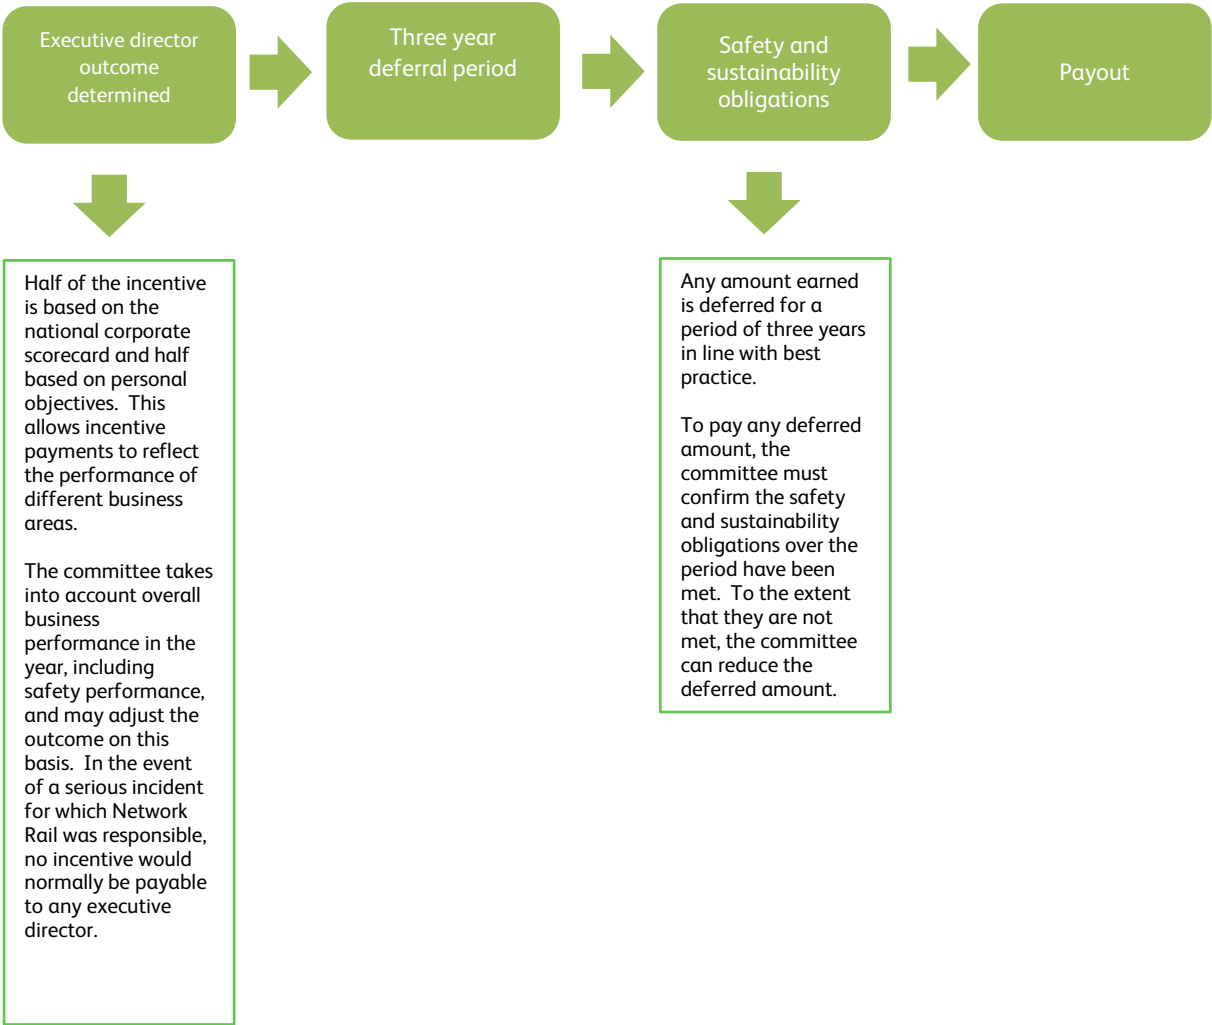 Executive director
outcome
determined
Three year
deferral period
Safety and
sustainability
obligations
Payout
Half of the incentive
is based on the
national corporate
scorecard and half
based on personal
objectives.  This
allows incentive
payments to reflect
the performance of
different business
areas.
The committee takes
into account overall
business
performance in the
year, including
safety performance,
and may adjust the
outcome on this
basis.  In the event
of a serious incident
for which Network
Rail was responsible,
no incentive would
normally be payable
to any executive
director.
Any amount earned
is deferred for a
period of three years
in line with best
practice.
To pay any deferred
amount, the
committee must
confirm the safety
and sustainability
obligations over the
period have been
met.  To the extent
that they are not
met, the committee
can reduce the
deferred amount.